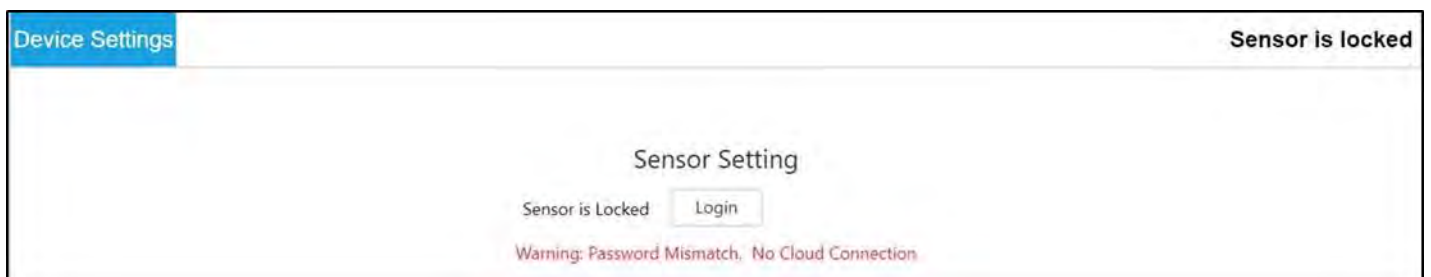 Device Settings
Sensor is locked
Sensor Setting
Sensor is Locked Login
Warning: Password Mismatch, No Cloud Connection